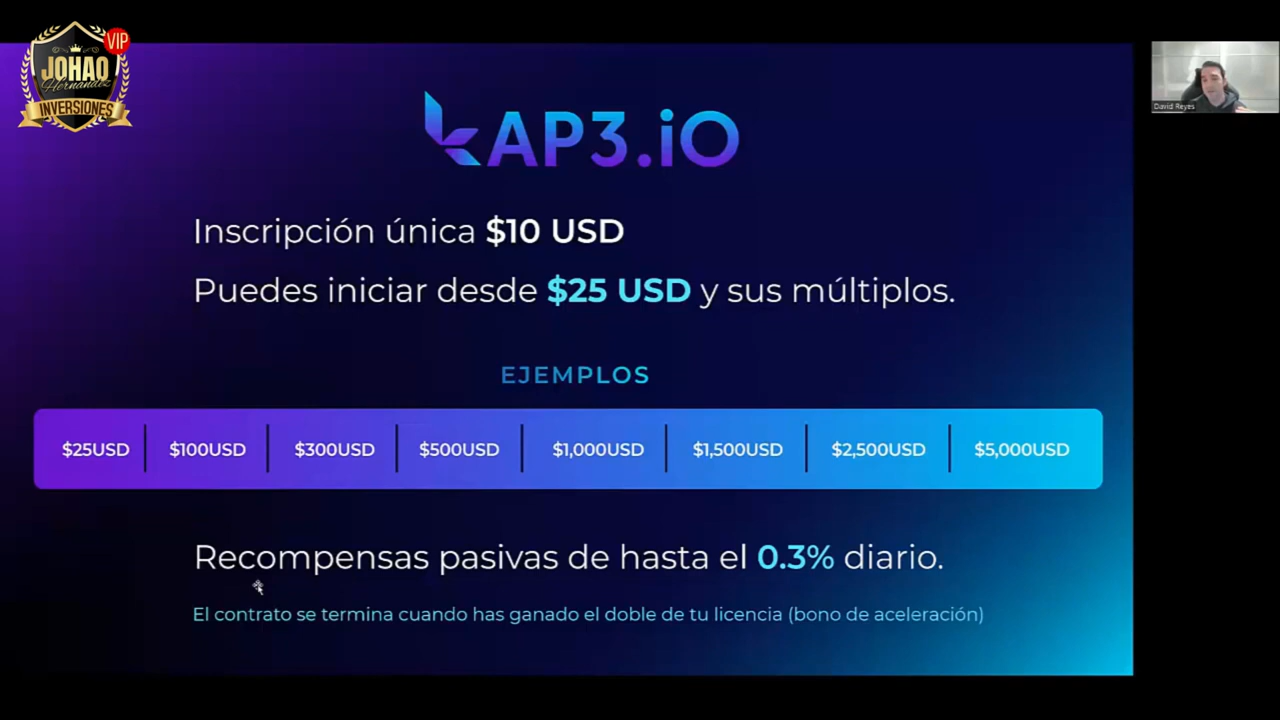 JOHAO
Hernandez
INVERSIONES
VIP
David Reyes
KAP3.iO
Inscripción única $10 USD
Puedes iniciar desde $25 USD y sus múltiplos.
EJEMPLOS
$25USD $100USD $300USD $500USD $1,000USD $1,500USD $2,500USD $5,000USD
Recompensas pasivas de hasta el 0.3% diario.
El contrato se termina cuando has ganado el doble de tu licencia (bono de aceleración)